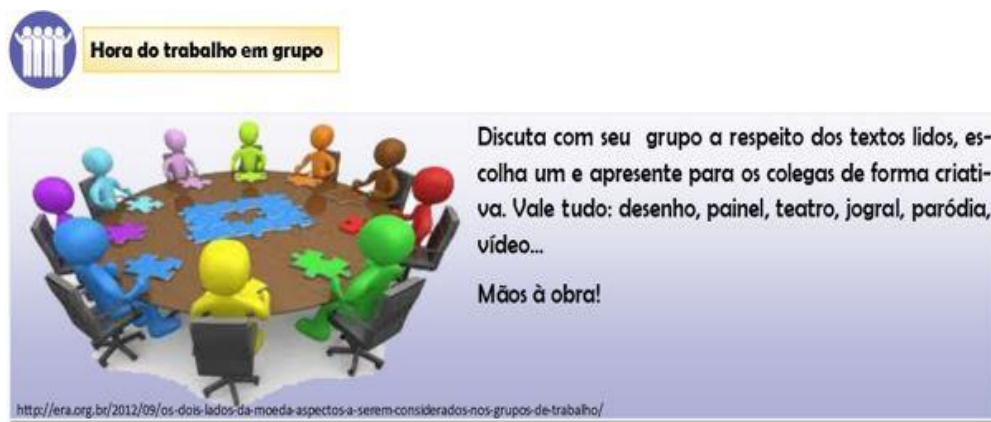 Hora do trabalho em grupo
Discuta com seu grupo a respeito dos textos lidos, es-
colha um e apresente para os colegas de forma criati-
va. Vale tudo: desenho, painel, teatro, jogral, paródia,
vídeo...
Mãos à obra!
http://era.org.br/2012/09/os-dois-lados-da-moeda-aspectos-a-serem-considerados-nos-grupos-de-trabalho/